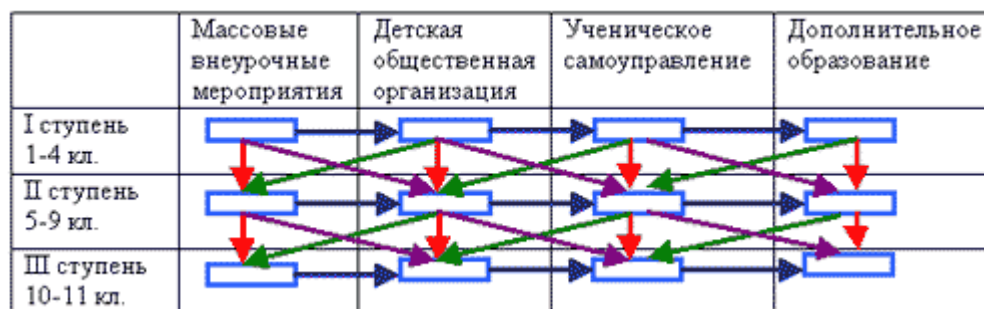 Массовые
внеурочные
мероприятия
Детская
общественная
организация
Ученическое
самоуправление
Дополнительное
образование
I ступень
1-4 кл.
II ступень
5-9 кл.
III ступень
10-11 кл.